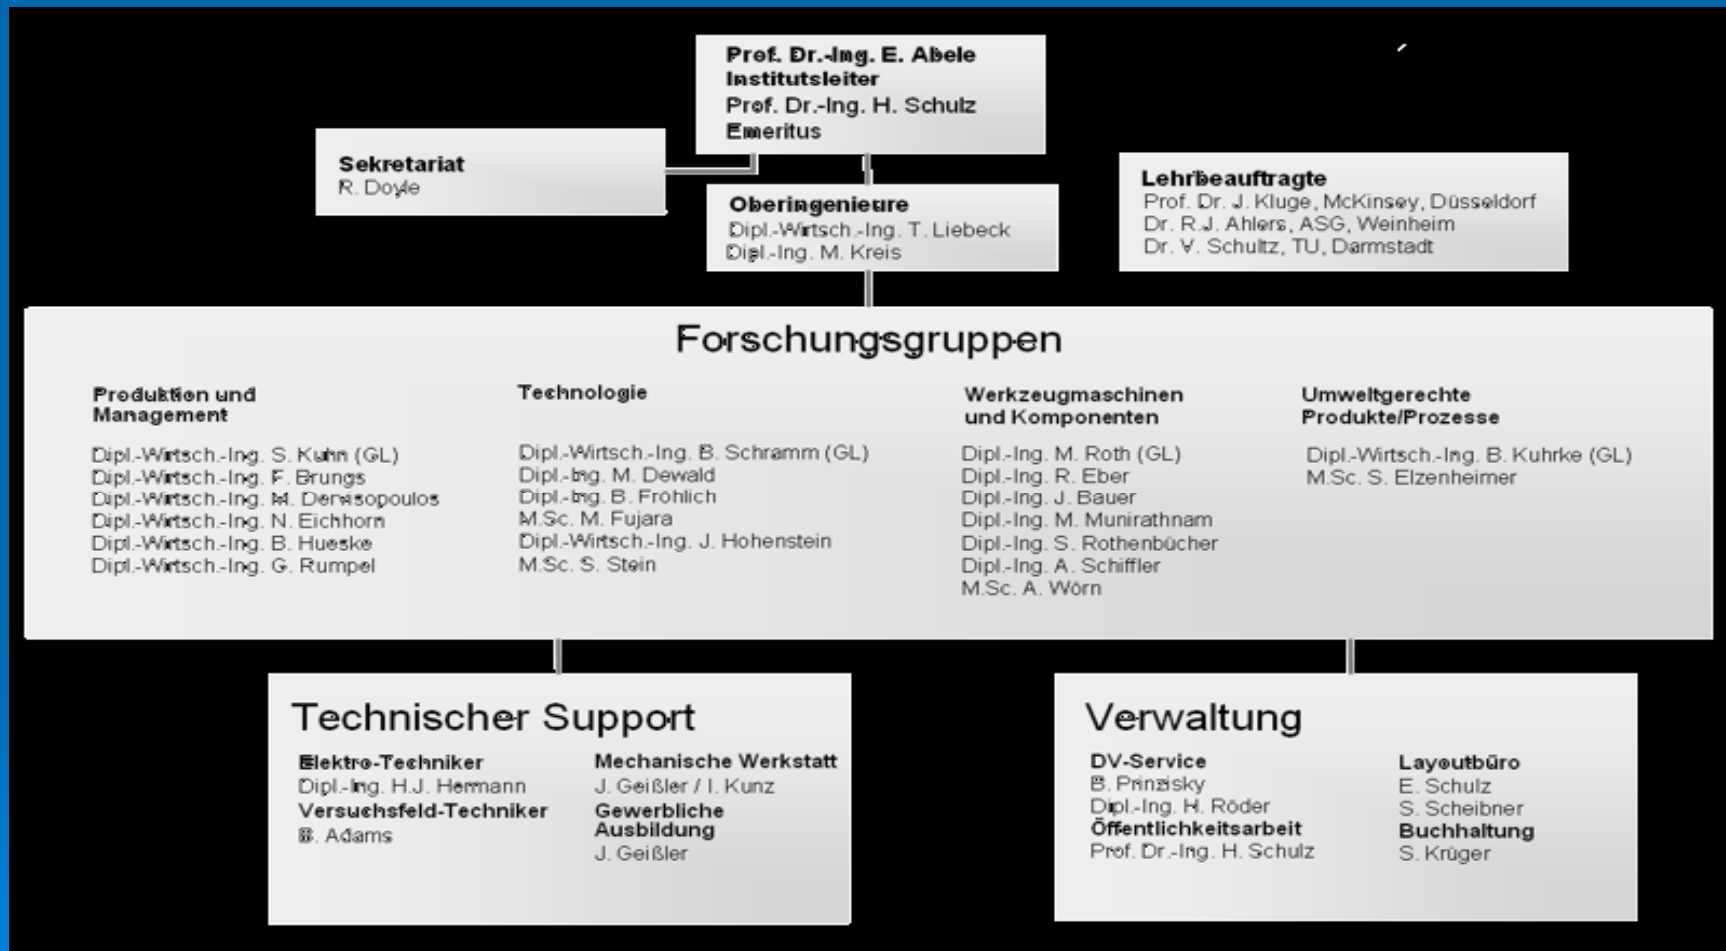 Prof. Dr.-Ing. E. Abele
Institutsleiter
Prof. Dr.-Ing. H. Schulz
Emeritus
Sekretariat
R. Doyle
Oberingenieure
Dipl.-Wirtsch.-Ing. T. Liebeck
Dipl.-Ing. M. Kreis
Lehrbeauftragte
Prof. Dr. J. Kluge, McKinsey, Düsseldorf
Dr. R.J. Ahlers, ASG, Weinheim
Dr. V. Schultz, TU, Darmstadt
Forschungsgruppen
Produktion und
Management
Dipl.-Wirtsch.-Ing. S. Kuhn (GL)
Dipl.-Wirtsch.-Ing. F. Brungs
Dipl.-Wirtsch.-Ing. M. Dervisopoulos
Dipl.-Wirtsch.-Ing. N. Eichhorn
Dipl.-Wirtsch.-Ing. B. Hueske
Dipl.-Wirtsch.-Ing. G. Rumpel
Technologie
Dipl.-Wirtsch.-Ing. B. Schramm (GL)
Dipl.-Ing. M. Dewald
Dipl.-Ing. B. Fröhlich
M.Sc. M. Fujara
Dipl.-Wirtsch.-Ing. J. Hohenstein
M.Sc. S. Stein
Werkzeugmaschinen
und Komponenten
Dipl.-Ing. M. Roth (GL)
Dipl.-Ing. R. Eber
Dipl.-Ing. J. Bauer
Dipl.-Ing. M. Munirathnam
Dipl.-Ing. S. Rothenbücher
Dipl.-Ing. A. Schiffler
M.Sc. A. Wörn
Umweltgerechte
Produkte/Prozesse
Dipl.-Wirtsch.-Ing. B. Kuhrke (GL)
M.Sc. S. Elzenheimer
Technischer Support
Elektro-Techniker
Dipl.-Ing. H.J. Hermann
Versuchsfeld-Techniker
B. Adams
Mechanische Werkstatt
J. Geißler / I. Kunz
Gewerbliche
Ausbildung
J. Geißler
Verwaltung
DV-Service
B. Prinzisky
Dipl.-Ing. H. Röder
Öffentlichkeitsarbeit
Prof. Dr.-Ing. H. Schulz
Layoutbüro
E. Schulz
S. Scheibner
Buchhaltung
S. Krüger